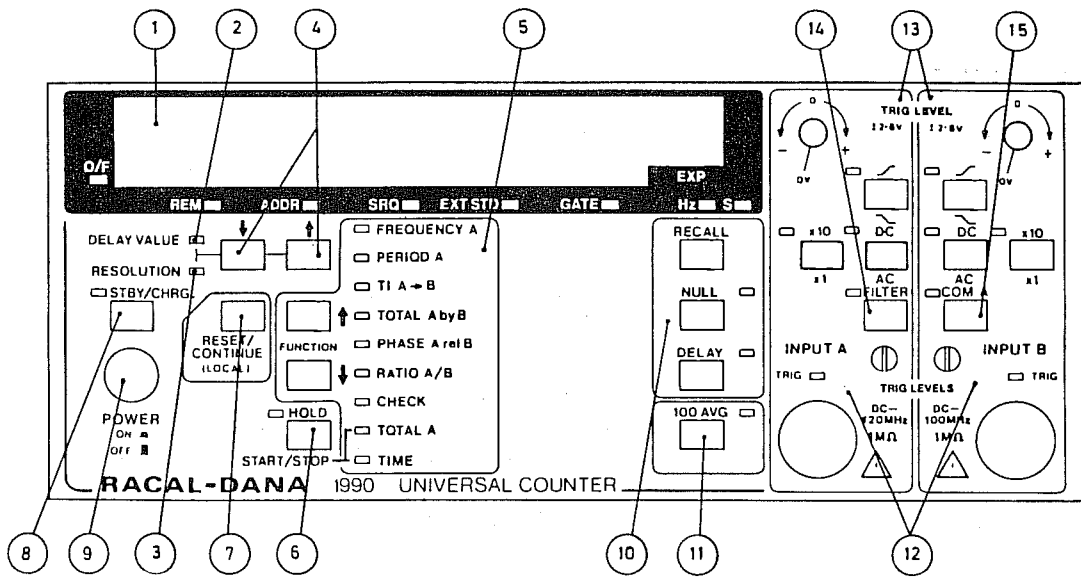 1 2 4 5 14 13 15
TRIG LEVEL
±2·8V ±2·8V
0 0
− + − +
0V 0V
O/F
EXP
REM ADDR SRQ EXT STD GATE Hz S
DELAY VALUE
RESOLUTION
STBY/CHRG.
RESET/
CONTINUE
(LOCAL)
POWER
ON
OFF
FUNCTION
HOLD
START/STOP
FREQUENCY A
PERIOD A
TI A → B
TOTAL A by B
PHASE A rel B
RATIO A/B
CHECK
TOTAL A
TIME
RECALL
NULL
DELAY
100 AVG
x10 DC DC x10
x1 AC AC x1
FILTER COM A
INPUT A INPUT B
TRIG TRIG
TRIG LEVELS
DC− DC−
120MHz 100MHz
1MΩ 1MΩ
RACAL-DANA 1990 UNIVERSAL COUNTER
8 9 3 7 6 10 11 12